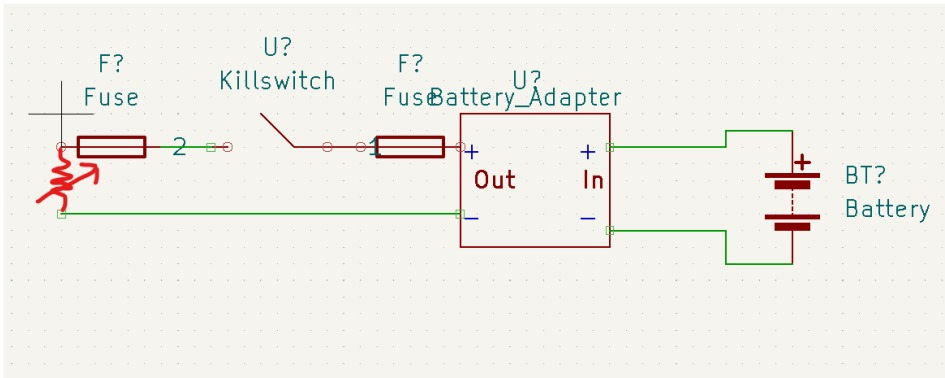 F?
Fuse
2
U?
Killswitch
F?
Fuse
1
U?
Battery_Adapter
+
+
Out
In
−
−
+
BT?
Battery